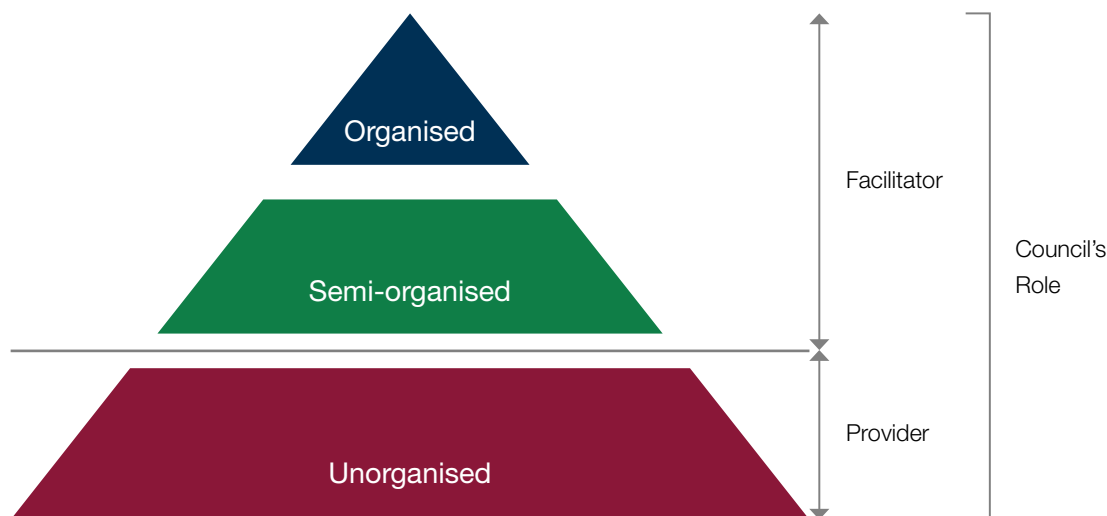 Organised
Facilitator
Semi-organised
Council’s
Role
Provider
Unorganised